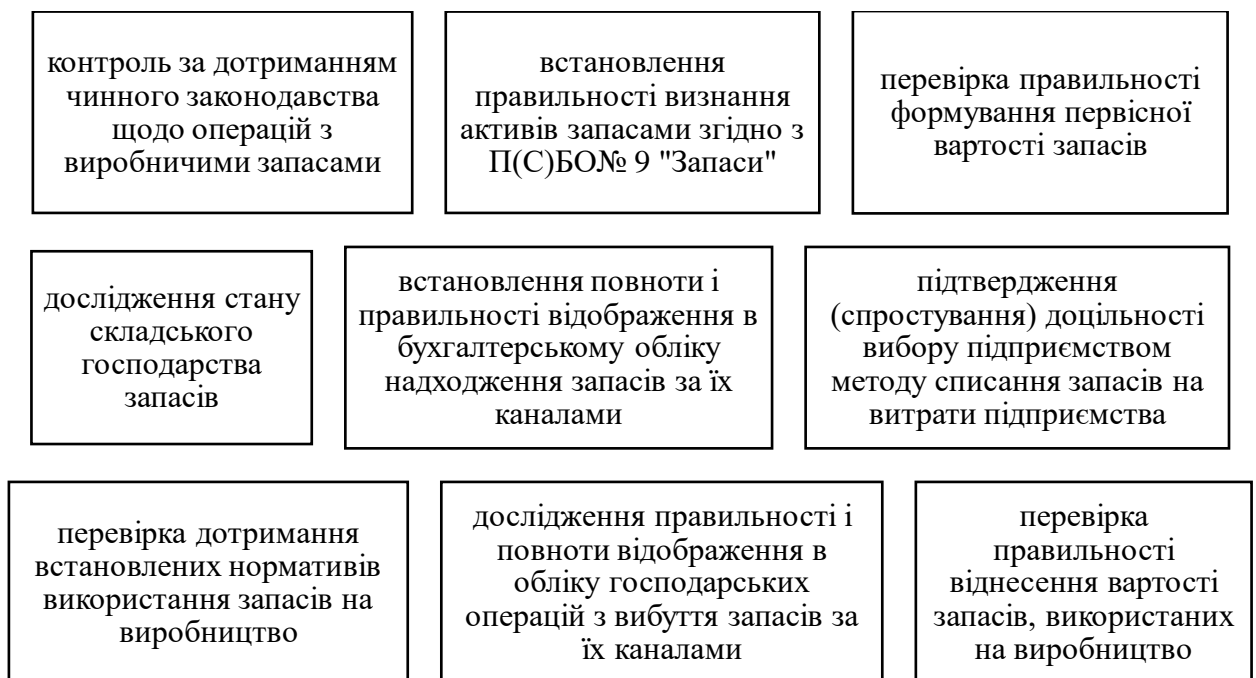 контроль за дотриманням
чинного законодавства
щодо операцій з
виробничими запасами
встановлення
правильності визнання
активів запасами згідно з
П(С)БО№ 9 "Запаси"
перевірка правильності
формування первісної
вартості запасів
дослідження стану
складського
господарства
запасів
встановлення повноти і
правильності відображення в
бухгалтерському обліку
надходження запасів за їх
каналами
підтвердження
(спростування) доцільності
вибору підприємством
методу списання запасів на
витрати підприємства
перевірка дотримання
встановлених нормативів
використання запасів на
виробництво
дослідження правильності і
повноти відображення в
обліку господарських
операцій з вибуття запасів за
їх каналами
перевірка
правильності
віднесення вартості
запасів, використаних
на виробництво